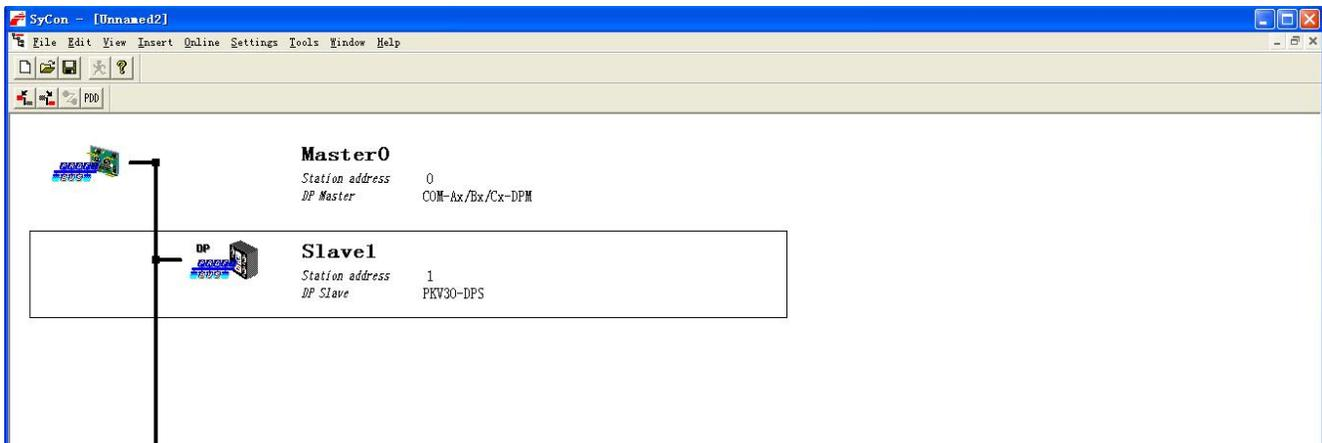 SyCon - [Unnamed2]
File Edit View Insert Online Settings Tools Window Help
PDD
Master0
Station address 0
DP Master COM-Ax/Bx/Cx-DPM
DP
Slave1
Station address 1
DP Slave PKV30-DPS